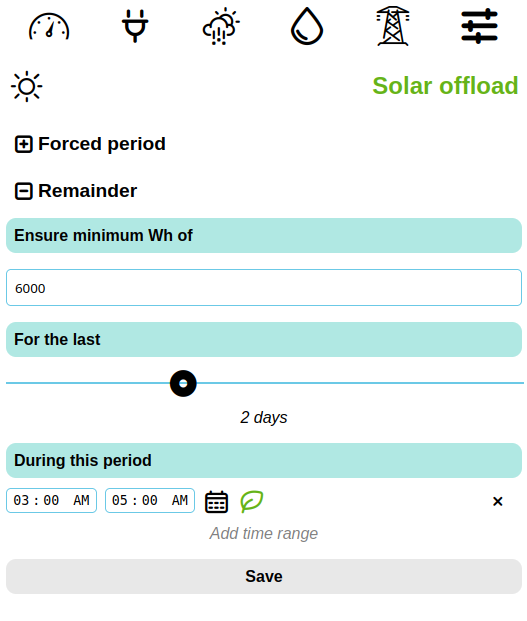 Solar offload
Forced period
Remainder
Ensure minimum Wh of
6000
For the last
2 days
During this period
03:00 AM 05:00 AM
Add time range
Save